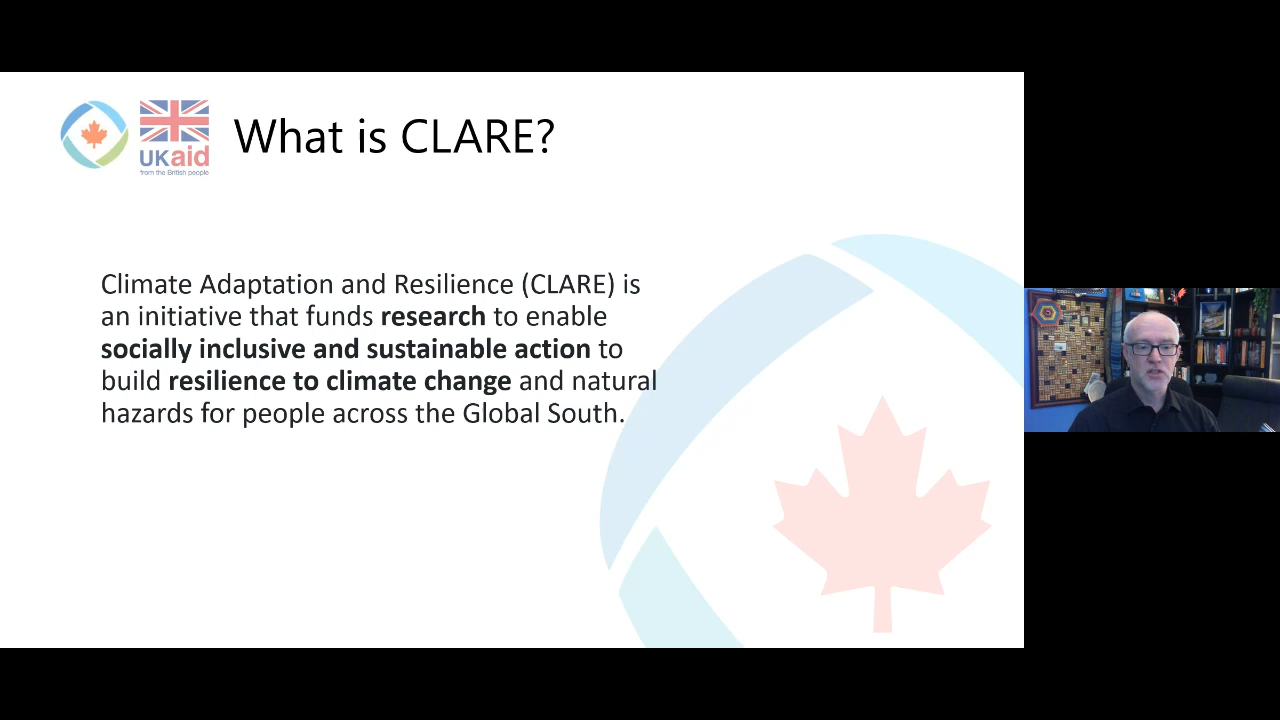 What is CLARE?
UKaid
from the British people
Climate Adaptation and Resilience (CLARE) is
an initiative that funds research to enable
socially inclusive and sustainable action to
build resilience to climate change and natural
hazards for people across the Global South.